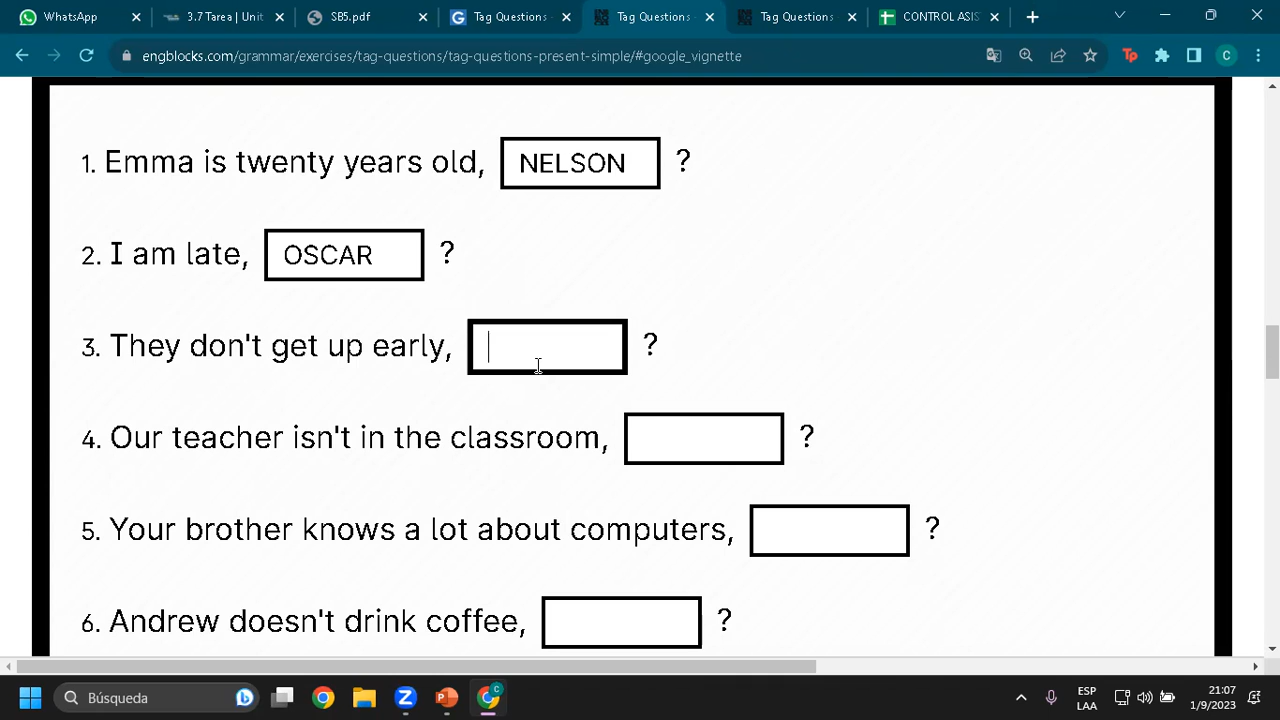 WhatsApp
3.7 Tarea | Unit
SB5.pdf
Tag Questions
Tag Questions
Tag Questions
CONTROL ASIS
engblocks.com/grammar/exercises/tag-questions/tag-questions-present-simple/#google_vignette
1. Emma is twenty years old, NELSON ?
2. I am late, OSCAR ?
3. They don't get up early, ?
4. Our teacher isn't in the classroom, ?
5. Your brother knows a lot about computers, ?
6. Andrew doesn't drink coffee, ?
Búsqueda
ESP
LAA
21:07
1/9/2023